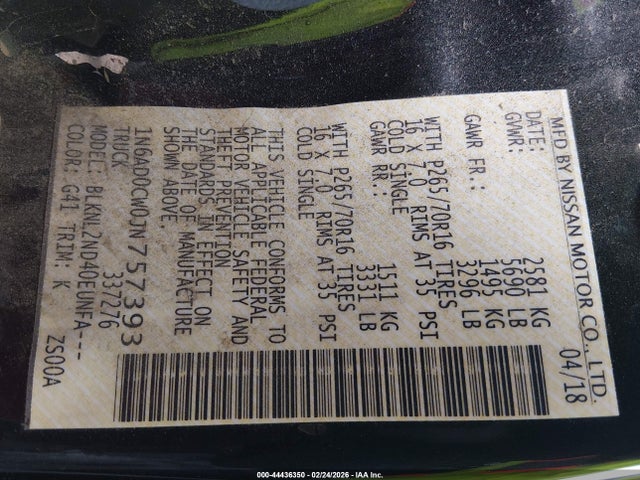 MFD BY NISSAN MOTOR CO., LTD.
DATE: 04/18
GVWR: 2581 KG
5690 LB
GAWR FR.: 1495 KG
3296 LB
WITH P265/70R16 TIRES
16 X 7.0 RIMS AT 35 PSI
COLD SINGLE
GAWR RR.: 1511 KG
3331 LB
WITH P265/70R16 TIRES
16 X 7.0 RIMS AT 35 PSI
COLD SINGLE
THIS VEHICLE CONFORMS TO
ALL APPLICABLE FEDERAL
MOTOR VEHICLE SAFETY AND
THEFT PREVENTION
STANDARDS IN EFFECT ON
THE DATE OF MANUFACTURE
SHOWN ABOVE.
1N6AD0CW0JN757393
TRUCK 337276
MODEL: BLKNL2ND40EUNFA---
COLOR: G41 TRIM: K ZS00A
000-44436350 - 02/24/2026 - IAA Inc.